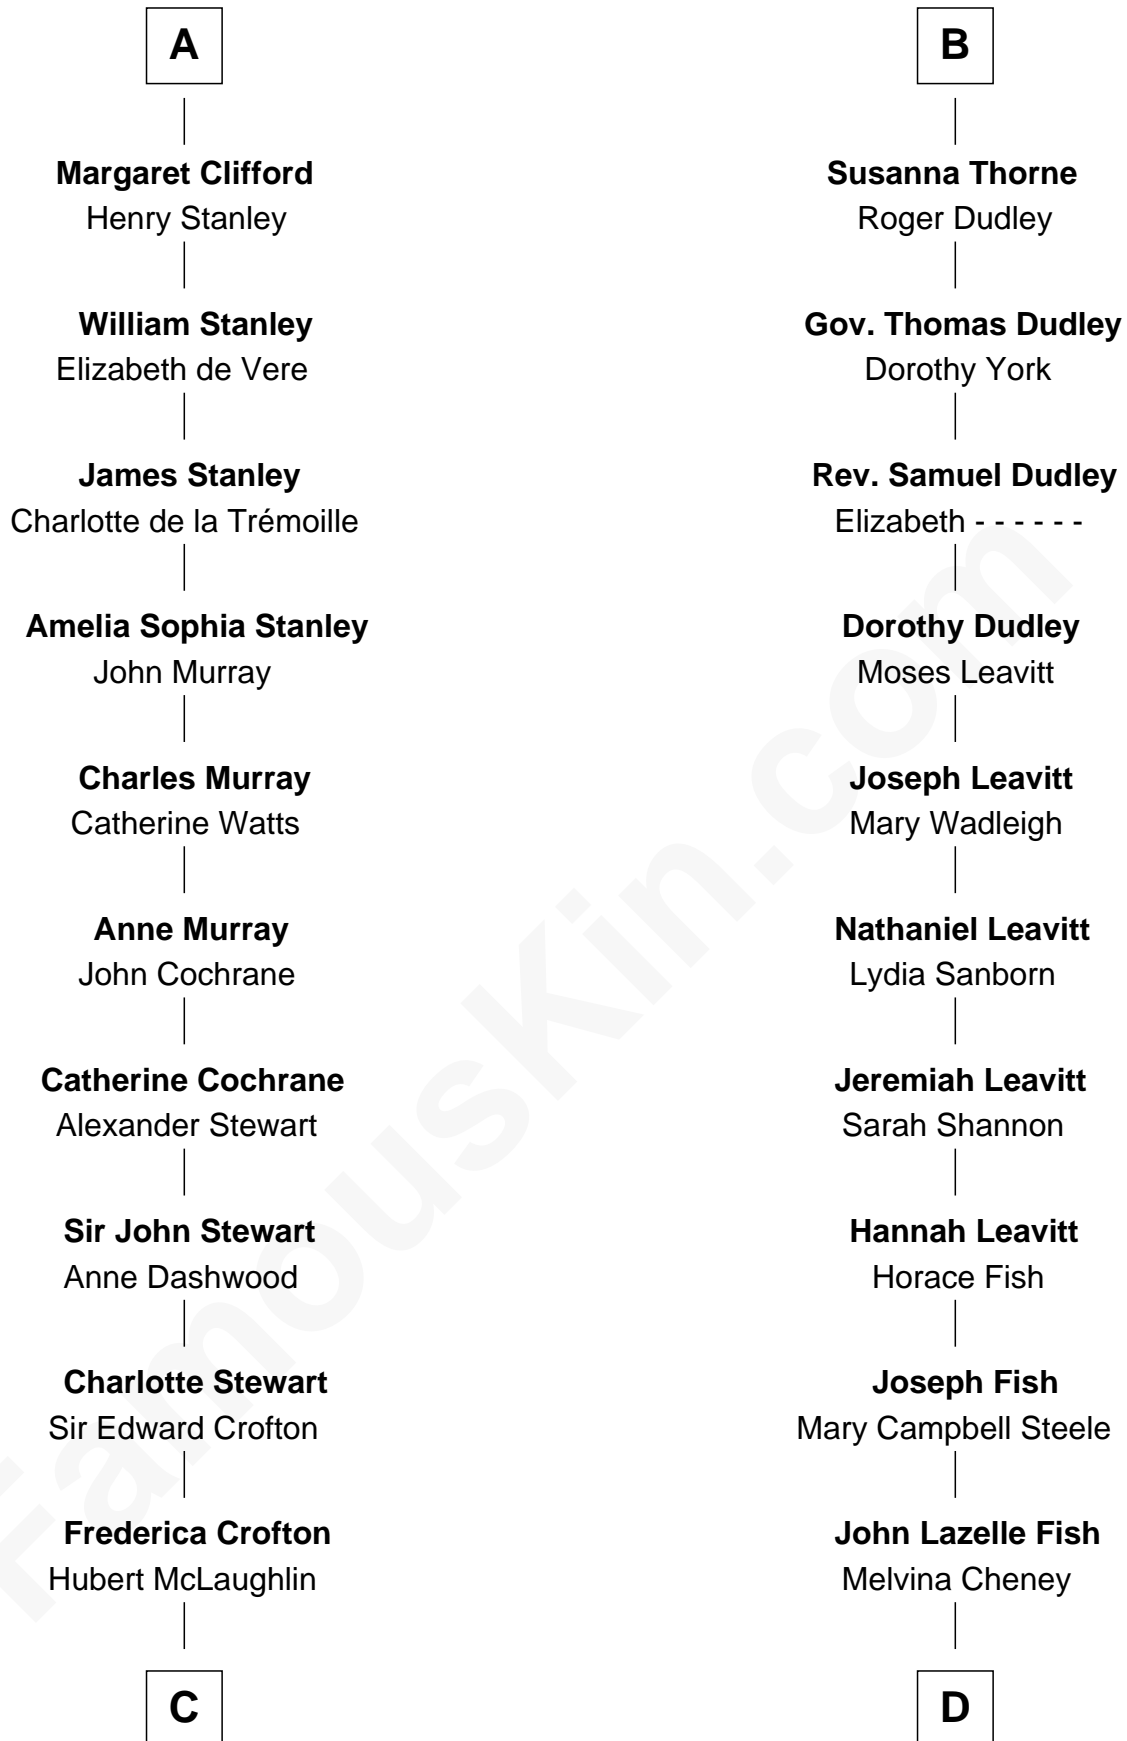 A
Margaret Clifford
Henry Stanley
William Stanley
Elizabeth de Vere
James Stanley
Charlotte de la Trémoille
Amelia Sophia Stanley
John Murray
Charles Murray
Catherine Watts
Anne Murray
John Cochrane
Catherine Cochrane
Alexander Stewart
Sir John Stewart
Anne Dashwood
Charlotte Stewart
Sir Edward Crofton
Frederica Crofton
Hubert McLaughlin
C
B
Susanna Thorne
Roger Dudley
Gov. Thomas Dudley
Dorothy York
Rev. Samuel Dudley
Elizabeth - - - - - -
Dorothy Dudley
Moses Leavitt
Joseph Leavitt
Mary Wadleigh
Nathaniel Leavitt
Lydia Sanborn
Jeremiah Leavitt
Sarah Shannon
Hannah Leavitt
Horace Fish
Joseph Fish
Mary Campbell Steele
John Lazelle Fish
Melvina Cheney
D
FamousKin.com